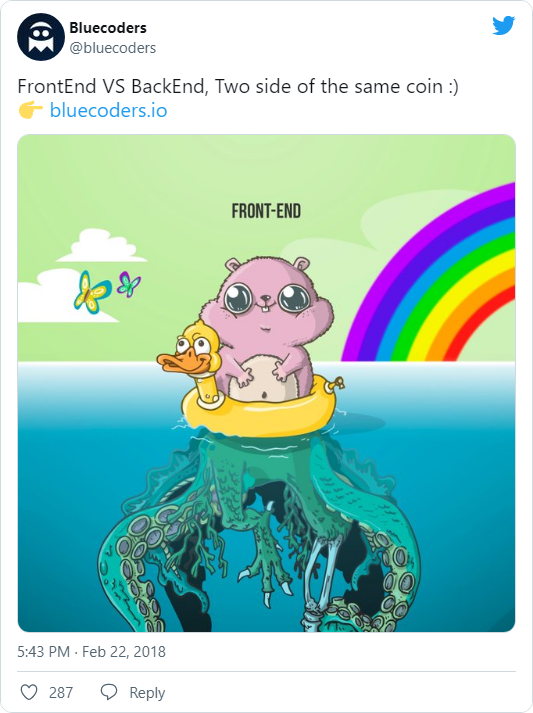 Bluecoders
@bluecoders
FrontEnd VS BackEnd, Two side of the same coin :)
👉 bluecoders.io
FRONT-END
5:43 PM · Feb 22, 2018
287 Reply